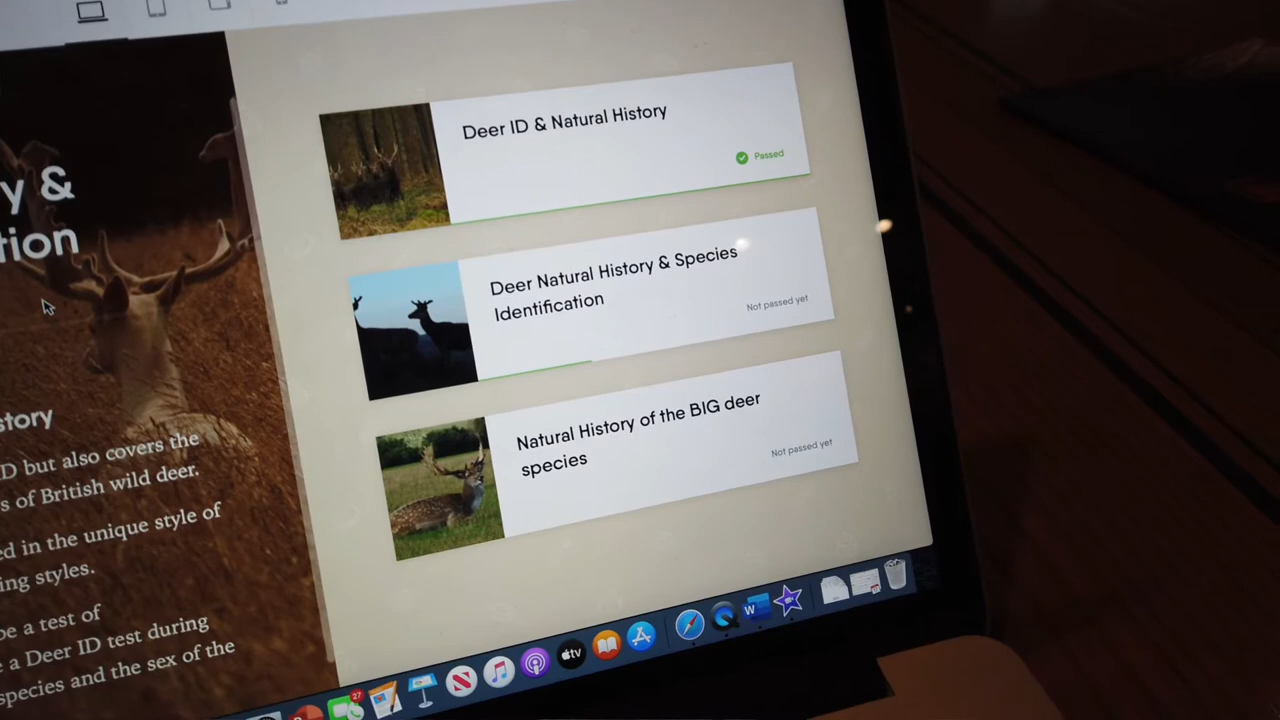 y &
tion
story
D but also covers the
s of British wild deer.
ed in the unique style of
ing styles.
be a test of
e a Deer ID test during
species and the sex of the
Deer ID & Natural History
Passed
Deer Natural History & Species
Identification
Not passed yet
Natural History of the BIG deer
species
Not passed yet
27
tv
W